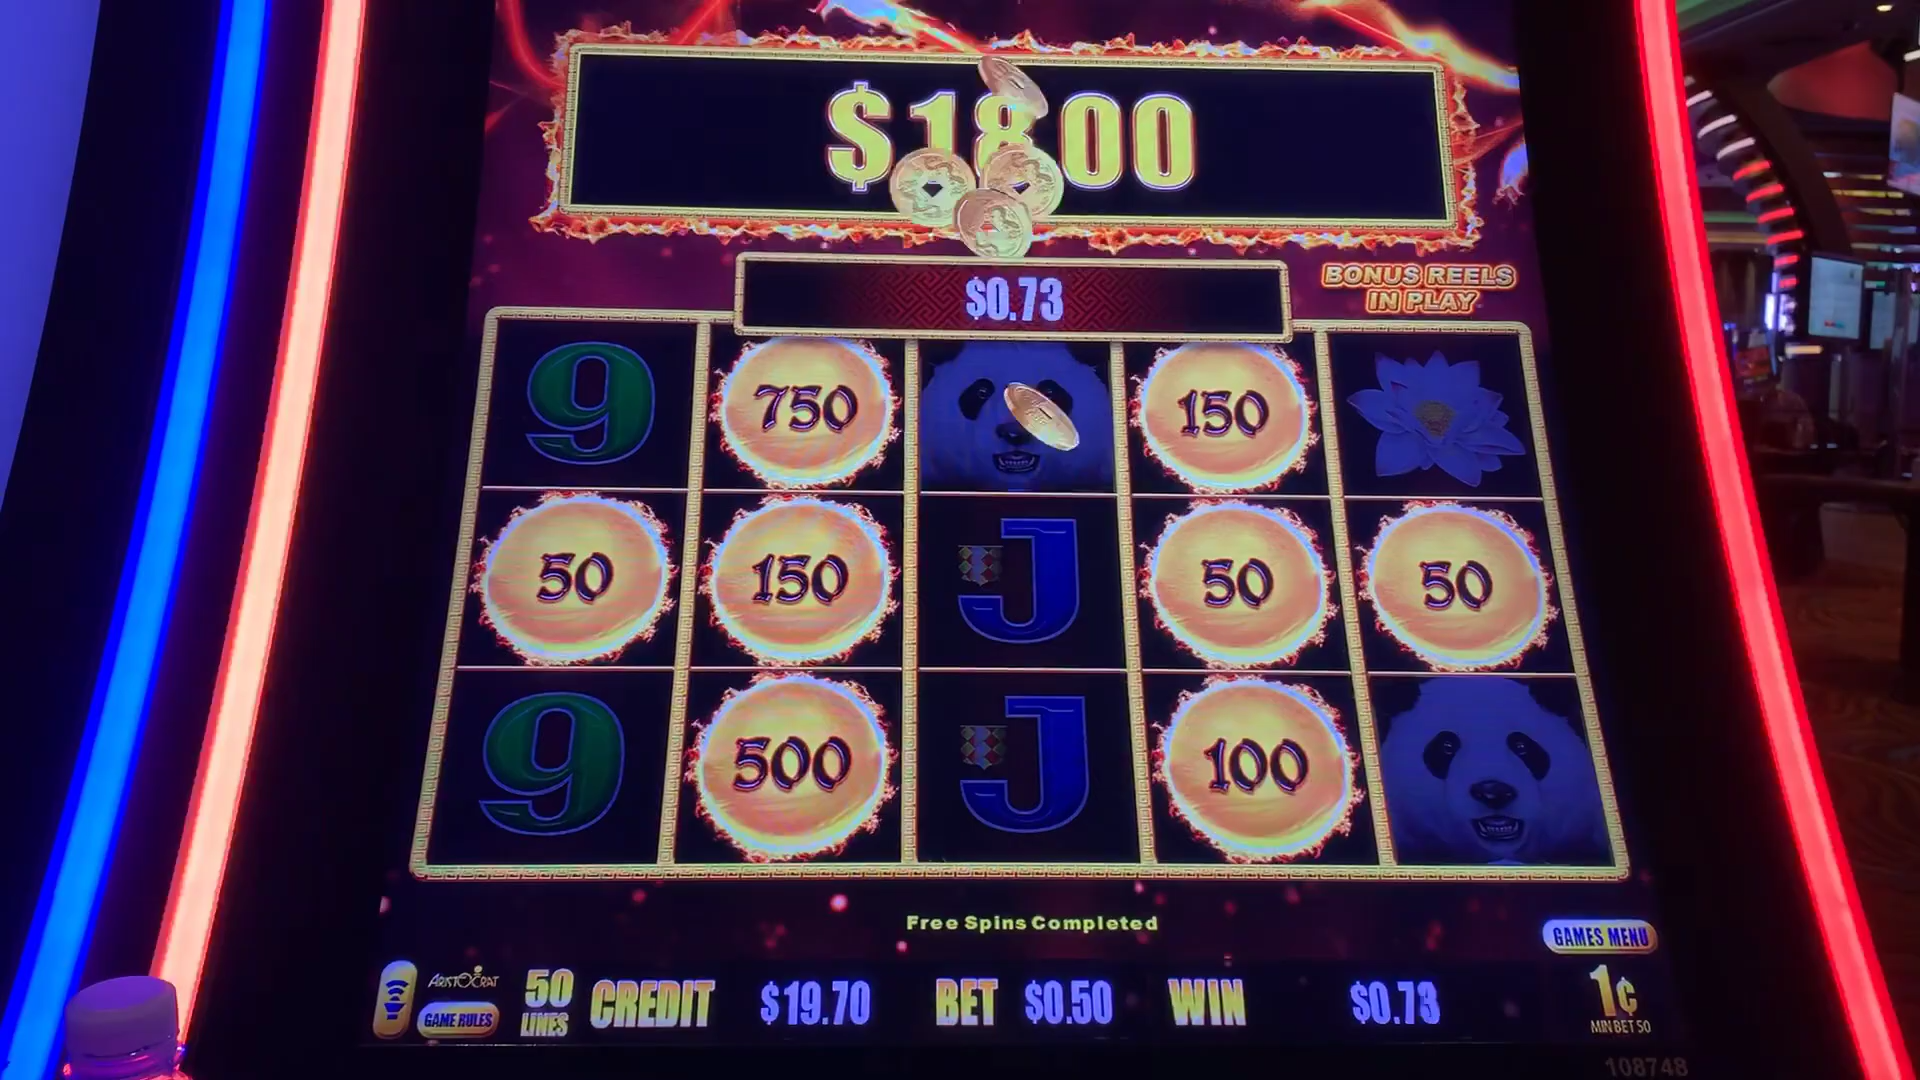 $18.00
$0.73
BONUS REELS
IN PLAY
9
750
150
50
150
J
50
50
9
500
J
100
Free Spins Completed
GAMES MENU
ARISTOCRAT
GAME RULES
50
LINES
CREDIT
$19.70
BET
$0.50
WIN
$0.73
1¢
MIN BET 50
108748